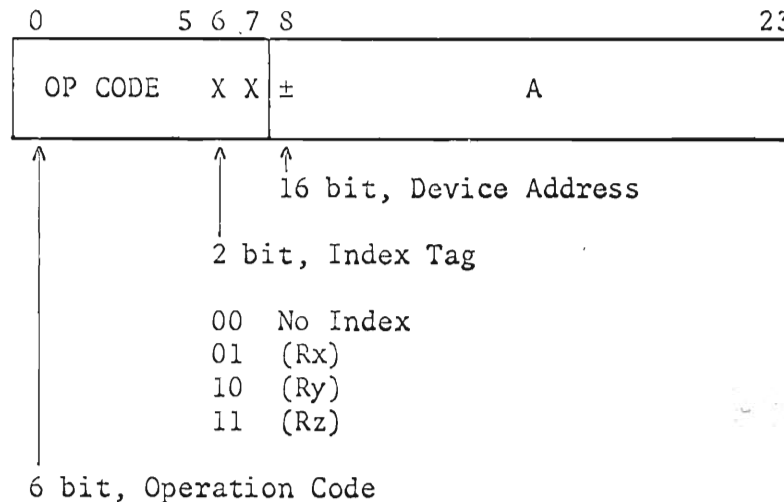 0 5 6 7 8 23
OP CODE X X ± A
16 bit, Device Address
2 bit, Index Tag
00 No Index
01 (Rx)
10 (Ry)
11 (Rz)
6 bit, Operation Code